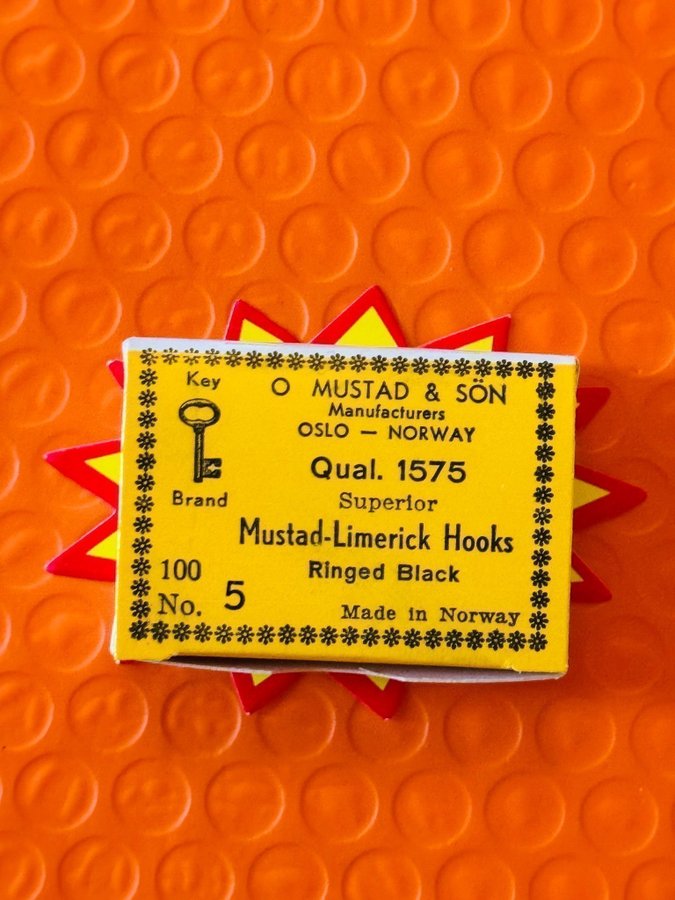 Key
Brand
O MUSTAD & SÖN
Manufacturers
OSLO — NORWAY
Qual. 1575
Superior
Mustad-Limerick Hooks
Ringed Black
100
No. 5
Made in Norway